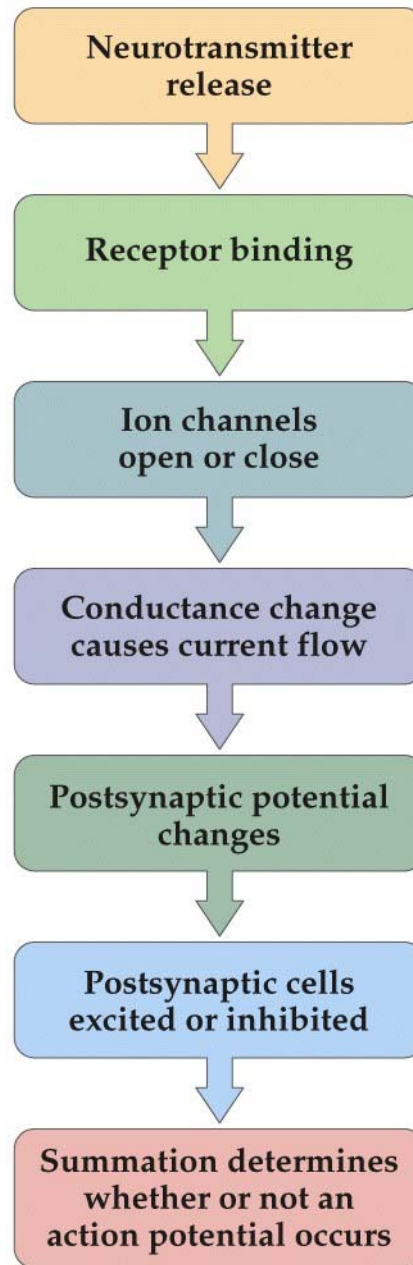 Neurotransmitter
release
Receptor binding
Ion channels
open or close
Conductance change
causes current flow
Postsynaptic potential
changes
Postsynaptic cells
excited or inhibited
Summation determines
whether or not an
action potential occurs